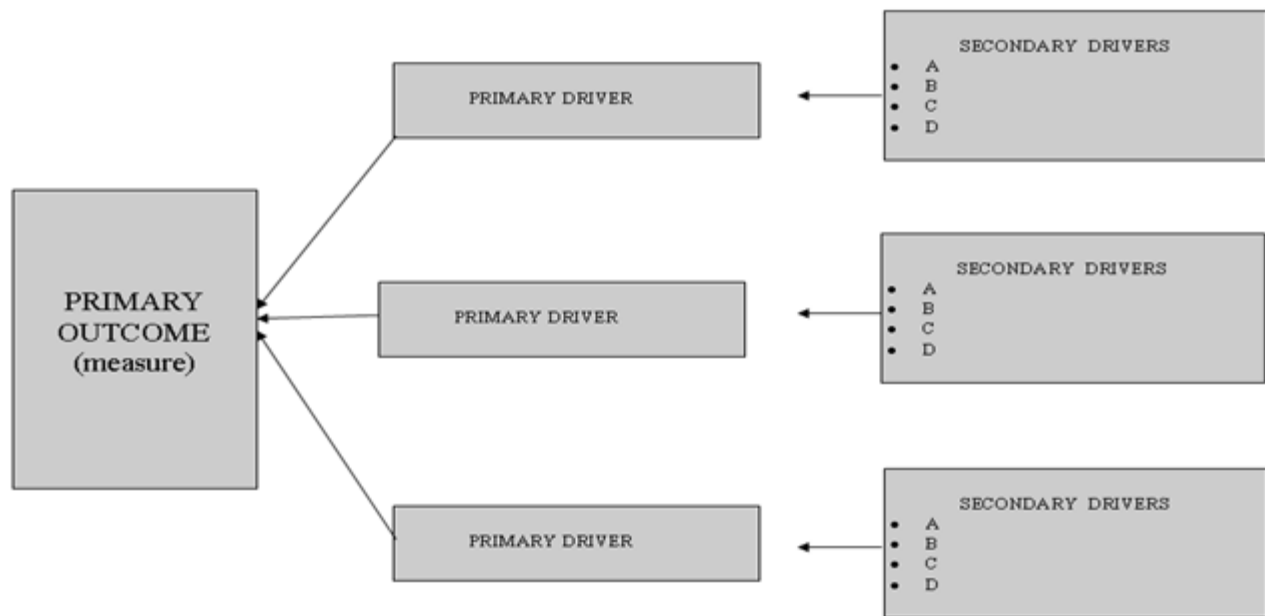 SECONDARY DRIVERS
• A
• B
• C
• D
PRIMARY DRIVER
PRIMARY
OUTCOME
(measure)
SECONDARY DRIVERS
• A
• B
• C
• D
PRIMARY DRIVER
SECONDARY DRIVERS
• A
• B
• C
• D
PRIMARY DRIVER